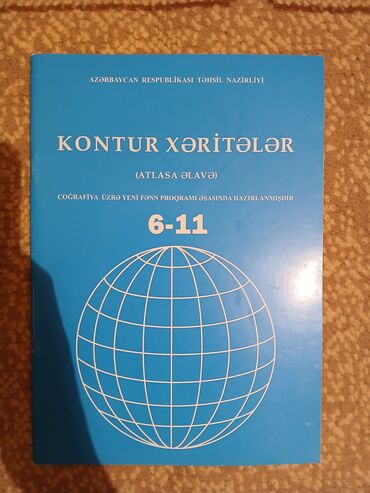 AZƏRBAYCAN RESPUBLİKASI TƏHSİL NAZİRLİYİ
KONTUR XƏRİTƏLƏR
(ATLASA ƏLAVƏ)
COĞRAFİYA ÜZRƏ YENİ FƏNN PROQRAMI ƏSASINDA HAZIRLANMIŞDIR
6-11